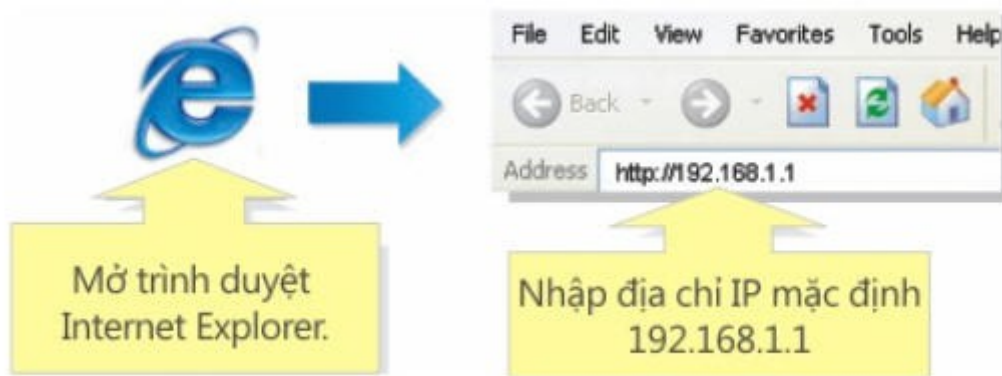 File Edit View Favorites Tools Help
Back
Address http://192.168.1.1
Mở trình duyệt
Internet Explorer.
Nhập địa chỉ IP mặc định
192.168.1.1